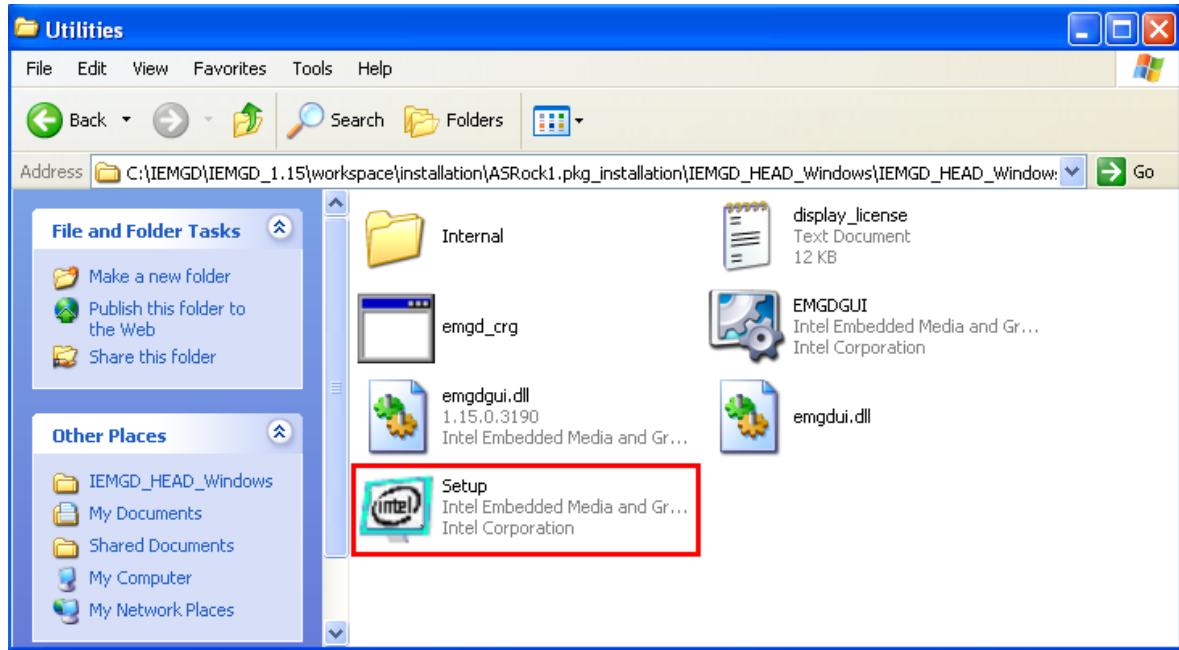 Utilities
File Edit View Favorites Tools Help
Back Search Folders
Address C:\IEMGD\IEMGD_1.15\workspace\installation\ASRock1.pkg_installation\IEMGD_HEAD_Windows\IEMGD_HEAD_Window: Go
File and Folder Tasks
Make a new folder
Publish this folder to
the Web
Share this folder
Other Places
IEMGD_HEAD_Windows
My Documents
Shared Documents
My Computer
My Network Places
Internal
display_license
Text Document
12 KB
emgd_crg
EMGDGUI
Intel Embedded Media and Gr...
Intel Corporation
emgdgui.dll
1.15.0.3190
Intel Embedded Media and Gr...
emgdui.dll
intel
Setup
Intel Embedded Media and Gr...
Intel Corporation